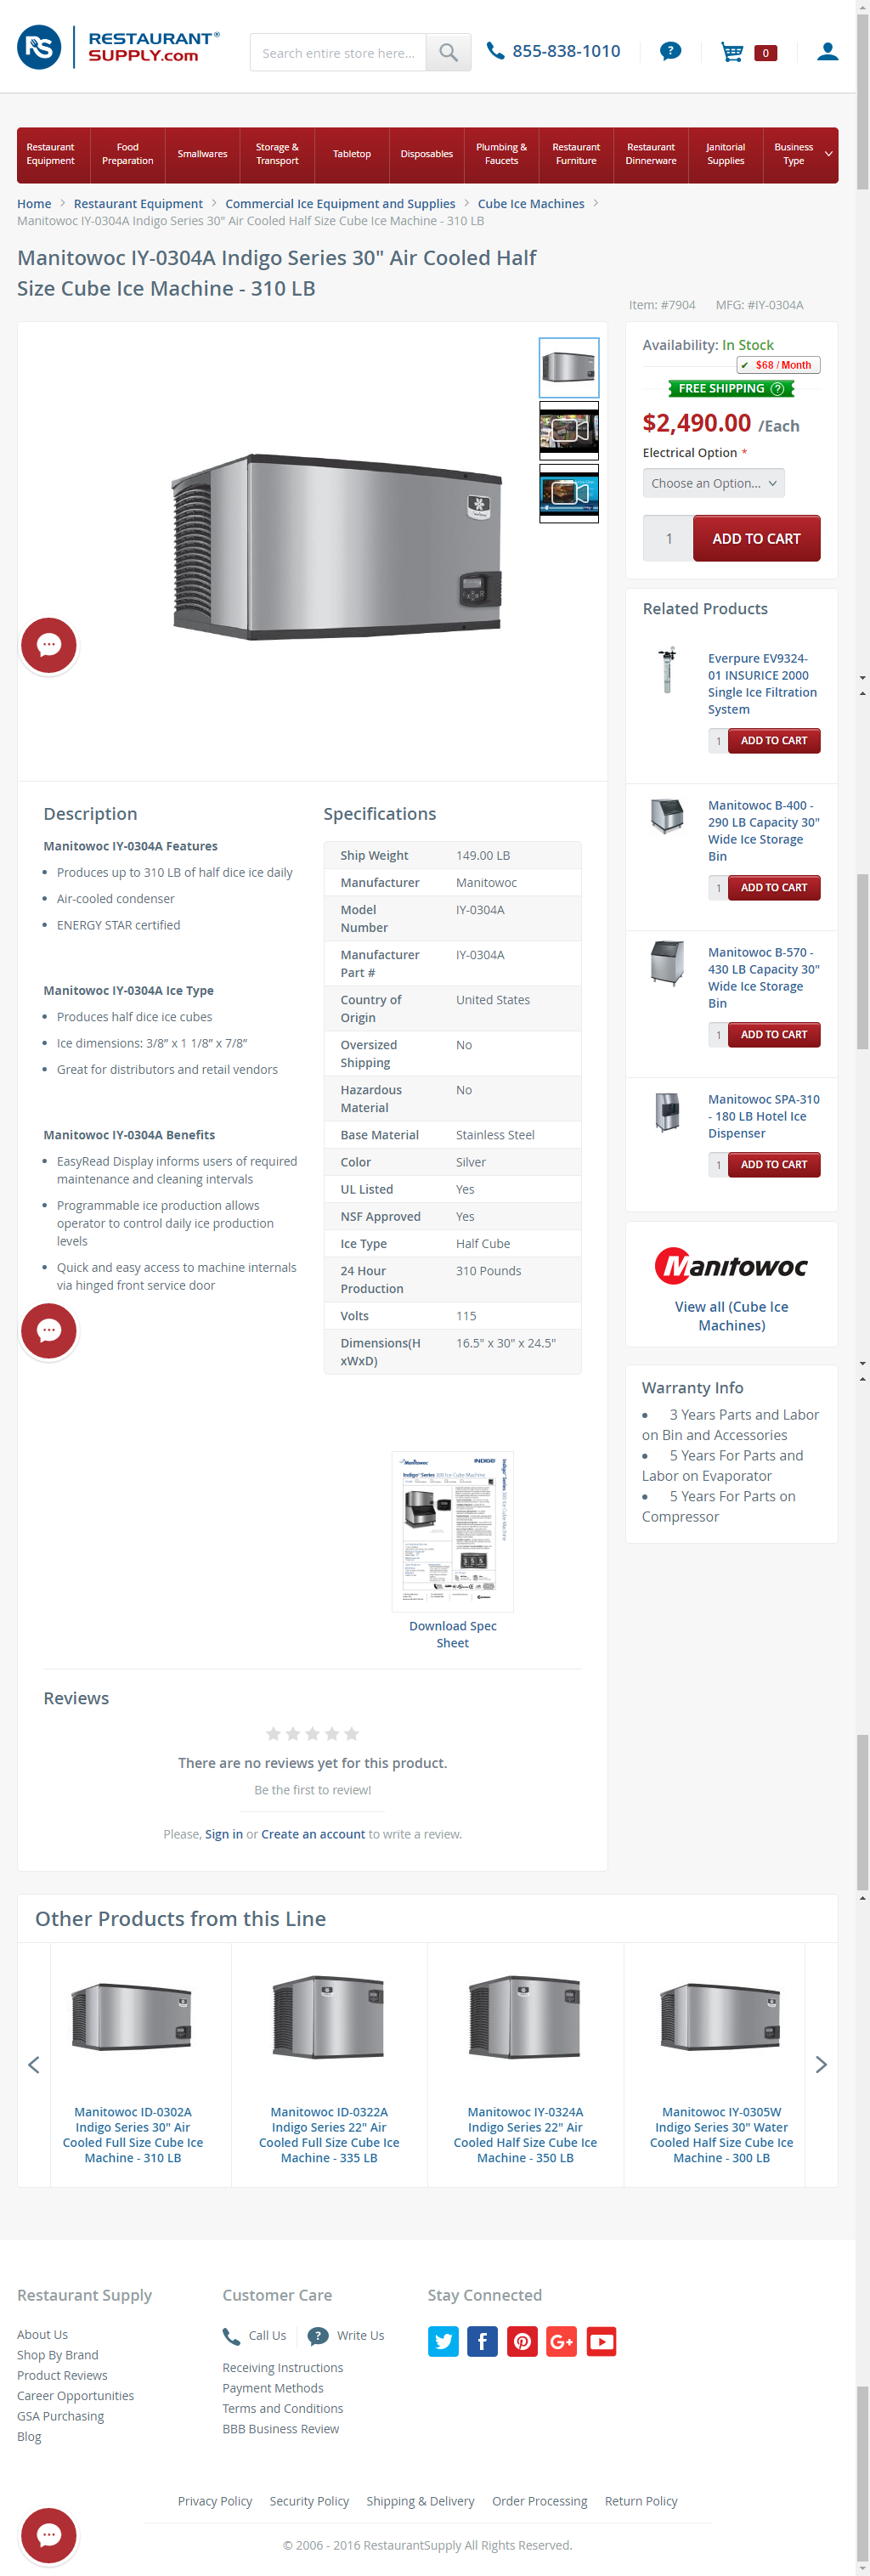 RS RESTAURANT®
SUPPLY.com
Search entire store here...
855-838-1010
?
0
Restaurant Equipment
Food Preparation
Smallwares
Storage & Transport
Tabletop
Disposables
Plumbing & Faucets
Restaurant Furniture
Restaurant Dinnerware
Janitorial Supplies
Business Type
Home > Restaurant Equipment > Commercial Ice Equipment and Supplies > Cube Ice Machines >
Manitowoc IY-0304A Indigo Series 30" Air Cooled Half Size Cube Ice Machine - 310 LB
Manitowoc IY-0304A Indigo Series 30" Air Cooled Half
Size Cube Ice Machine - 310 LB
Item: #7904 MFG: #IY-0304A
Availability: In Stock
✔ $68 / Month
FREE SHIPPING ?
$2,490.00 /Each
Electrical Option *
Choose an Option...
1 ADD TO CART
Related Products
Everpure EV9324-
01 INSURICE 2000
Single Ice Filtration
System
1 ADD TO CART
Manitowoc B-400 -
290 LB Capacity 30"
Wide Ice Storage
Bin
1 ADD TO CART
Manitowoc B-570 -
430 LB Capacity 30"
Wide Ice Storage
Bin
1 ADD TO CART
Manitowoc SPA-310
- 180 LB Hotel Ice
Dispenser
1 ADD TO CART
Manitowoc
View all (Cube Ice
Machines)
Warranty Info
• 3 Years Parts and Labor
on Bin and Accessories
• 5 Years For Parts and
Labor on Evaporator
• 5 Years For Parts on
Compressor
Description
Manitowoc IY-0304A Features
• Produces up to 310 LB of half dice ice daily
• Air-cooled condenser
• ENERGY STAR certified
Manitowoc IY-0304A Ice Type
• Produces half dice ice cubes
• Ice dimensions: 3/8” x 1 1/8” x 7/8”
• Great for distributors and retail vendors
Manitowoc IY-0304A Benefits
• EasyRead Display informs users of required
maintenance and cleaning intervals
• Programmable ice production allows
operator to control daily ice production
levels
• Quick and easy access to machine internals
via hinged front service door
Specifications
Ship Weight 149.00 LB
Manufacturer Manitowoc
Model IY-0304A
Number
Manufacturer IY-0304A
Part #
Country of United States
Origin
Oversized No
Shipping
Hazardous No
Material
Base Material Stainless Steel
Color Silver
UL Listed Yes
NSF Approved Yes
Ice Type Half Cube
24 Hour 310 Pounds
Production
Volts 115
Dimensions(H 16.5" x 30" x 24.5"
xWxD)
Manitowoc INDIGO
Indigo™ Series 300 Ice Cube Machine
Indigo™ Series 300 Ice Cube Machine
Download Spec
Sheet
Reviews
There are no reviews yet for this product.
Be the first to review!
Please, Sign in or Create an account to write a review.
Other Products from this Line
Manitowoc ID-0302A
Indigo Series 30" Air
Cooled Full Size Cube Ice
Machine - 310 LB
Manitowoc ID-0322A
Indigo Series 22" Air
Cooled Full Size Cube Ice
Machine - 335 LB
Manitowoc IY-0324A
Indigo Series 22" Air
Cooled Half Size Cube Ice
Machine - 350 LB
Manitowoc IY-0305W
Indigo Series 30" Water
Cooled Half Size Cube Ice
Machine - 300 LB
Restaurant Supply
About Us
Shop By Brand
Product Reviews
Career Opportunities
GSA Purchasing
Blog
Customer Care
Call Us ? Write Us
Receiving Instructions
Payment Methods
Terms and Conditions
BBB Business Review
Stay Connected
f G+
Privacy Policy Security Policy Shipping & Delivery Order Processing Return Policy
© 2006 - 2016 RestaurantSupply All Rights Reserved.